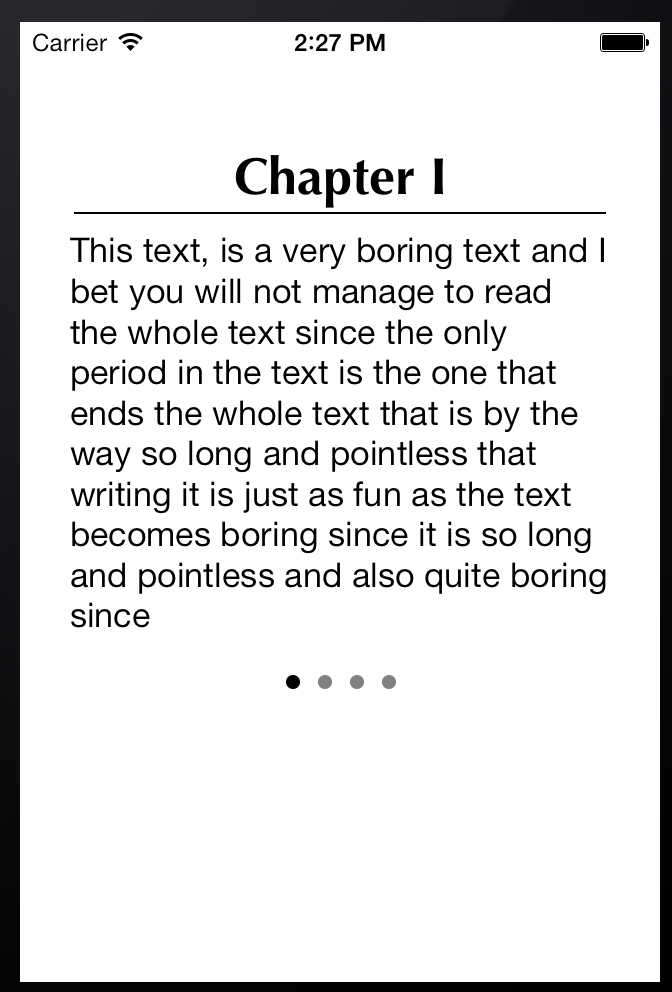 Carrier 2:27 PM
Chapter I
This text, is a very boring text and I
bet you will not manage to read
the whole text since the only
period in the text is the one that
ends the whole text that is by the
way so long and pointless that
writing it is just as fun as the text
becomes boring since it is so long
and pointless and also quite boring
since